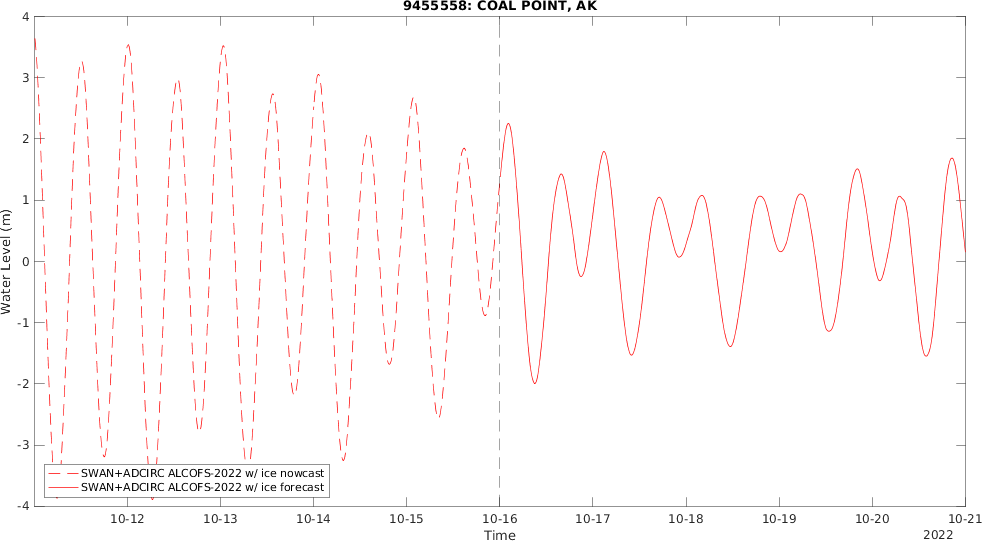 9455558: COAL POINT, AK
Water Level (m)
4
3
2
1
0
-1
-2
-3
-4
SWAN+ADCIRC ALCOFS-2022 w/ ice nowcast
SWAN+ADCIRC ALCOFS-2022 w/ ice forecast
10-12 10-13 10-14 10-15 10-16 10-17 10-18 10-19 10-20 10-21
Time
2022